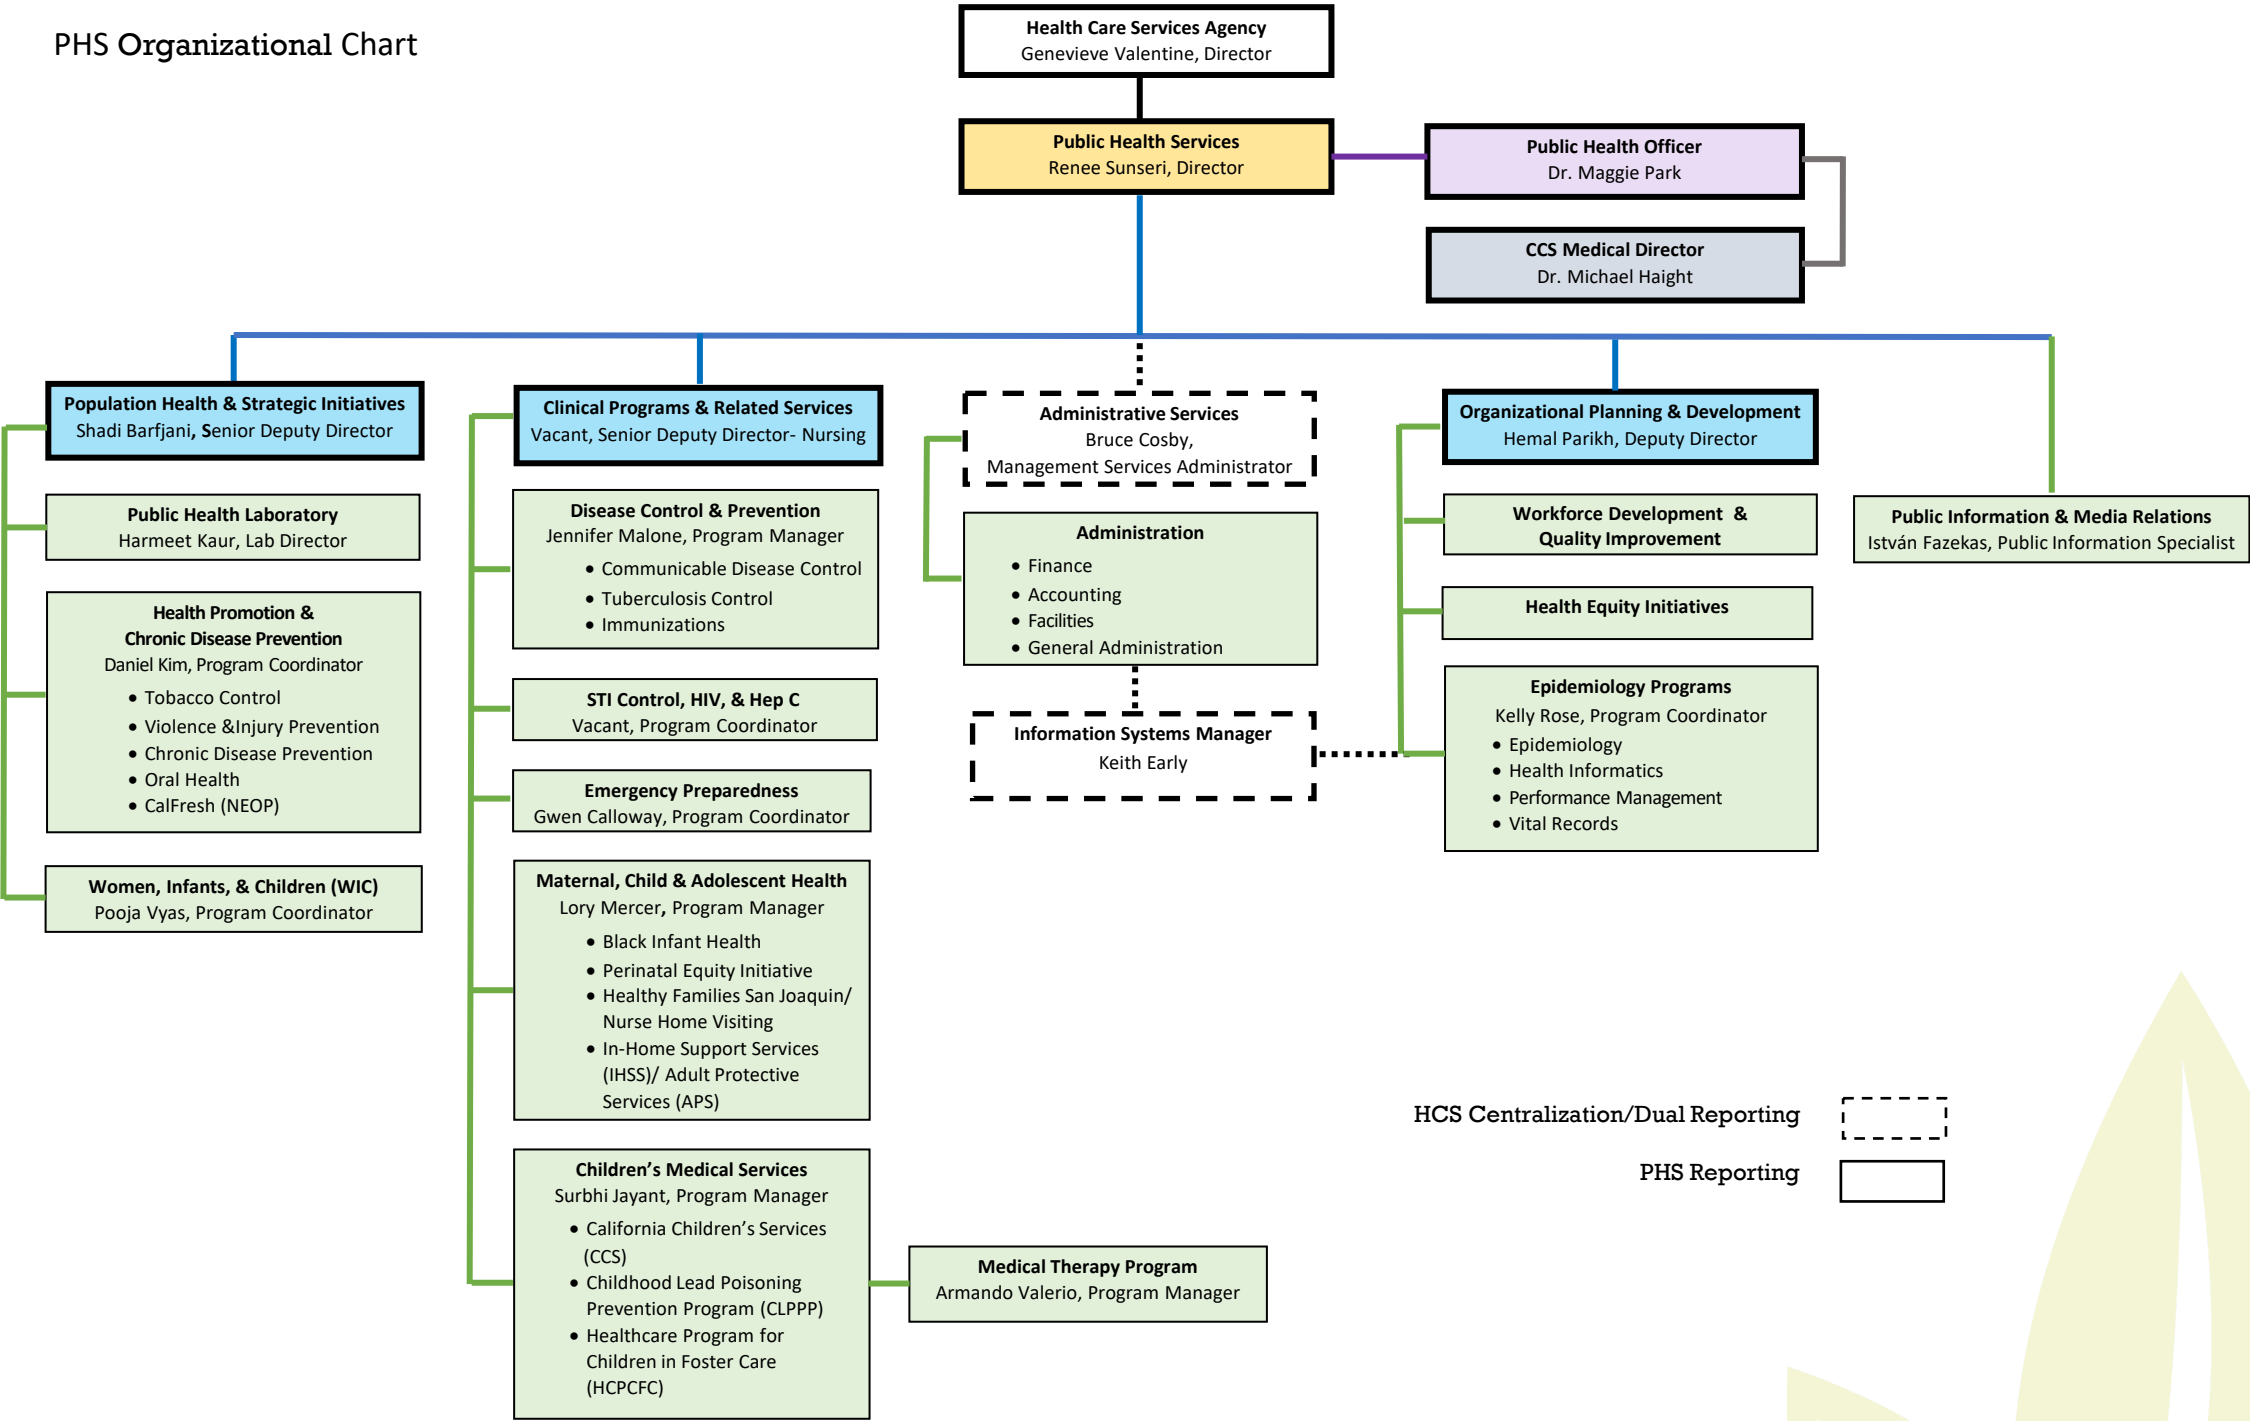 PHS Organizational Chart
Health Care Services Agency
Genevieve Valentine, Director
Public Health Services
Renee Sunseri, Director
Public Health Officer
Dr. Maggie Park
CCS Medical Director
Dr. Michael Haight
Population Health & Strategic Initiatives
Shadi Barfjani, Senior Deputy Director
Public Health Laboratory
Harmeet Kaur, Lab Director
Health Promotion &
Chronic Disease Prevention
Daniel Kim, Program Coordinator
• Tobacco Control
• Violence &Injury Prevention
• Chronic Disease Prevention
• Oral Health
• CalFresh (NEOP)
Women, Infants, & Children (WIC)
Pooja Vyas, Program Coordinator
Clinical Programs & Related Services
Vacant, Senior Deputy Director- Nursing
Disease Control & Prevention
Jennifer Malone, Program Manager
• Communicable Disease Control
• Tuberculosis Control
• Immunizations
STI Control, HIV, & Hep C
Vacant, Program Coordinator
Emergency Preparedness
Gwen Calloway, Program Coordinator
Maternal, Child & Adolescent Health
Lory Mercer, Program Manager
• Black Infant Health
• Perinatal Equity Initiative
• Healthy Families San Joaquin/
Nurse Home Visiting
• In-Home Support Services
(IHSS)/ Adult Protective
Services (APS)
Children’s Medical Services
Surbhi Jayant, Program Manager
• California Children’s Services
(CCS)
• Childhood Lead Poisoning
Prevention Program (CLPPP)
• Healthcare Program for
Children in Foster Care
(HCPCFC)
Medical Therapy Program
Armando Valerio, Program Manager
Administrative Services
Bruce Cosby,
Management Services Administrator
Administration
• Finance
• Accounting
• Facilities
• General Administration
Information Systems Manager
Keith Early
Organizational Planning & Development
Hemal Parikh, Deputy Director
Workforce Development &
Quality Improvement
Health Equity Initiatives
Epidemiology Programs
Kelly Rose, Program Coordinator
• Epidemiology
• Health Informatics
• Performance Management
• Vital Records
Public Information & Media Relations
István Fazekas, Public Information Specialist
HCS Centralization/Dual Reporting
PHS Reporting